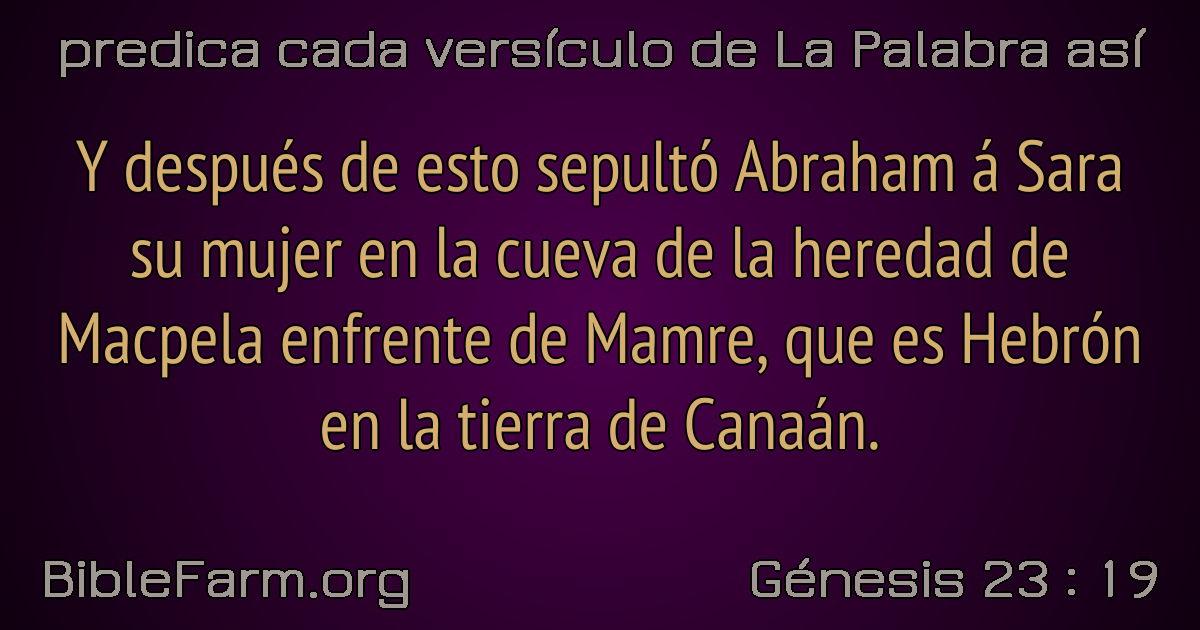 predica cada versículo de La Palabra así
Y después de esto sepultó Abraham á Sara
su mujer en la cueva de la heredad de
Macpela enfrente de Mamre, que es Hebrón
en la tierra de Canaán.
BibleFarm.org
Génesis 23 : 19